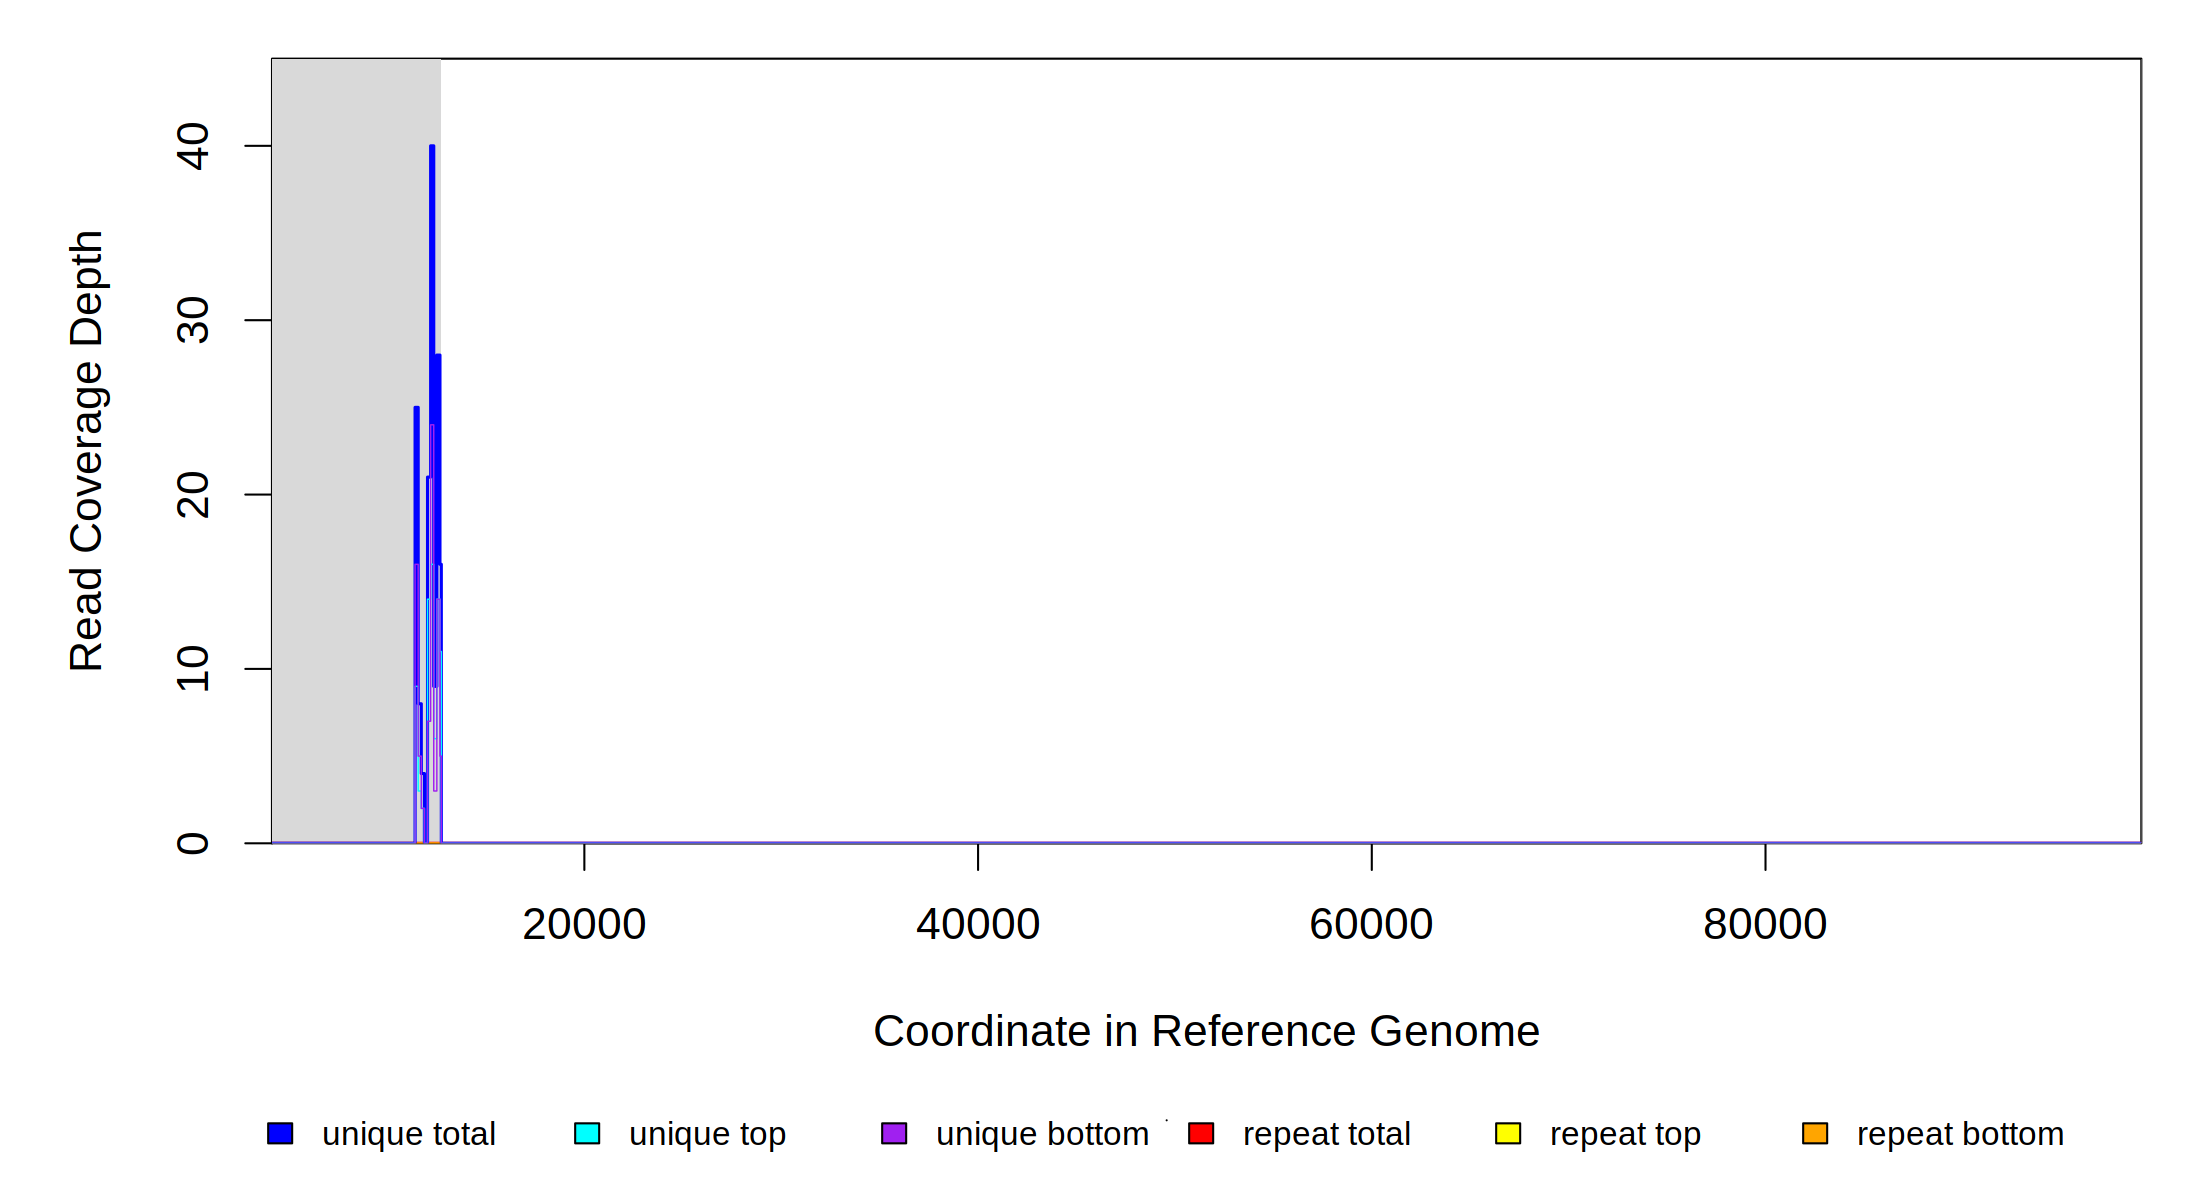 40
30
20
10
0
Read Coverage Depth
20000 40000 60000 80000
Coordinate in Reference Genome
unique total unique top unique bottom repeat total repeat top repeat bottom